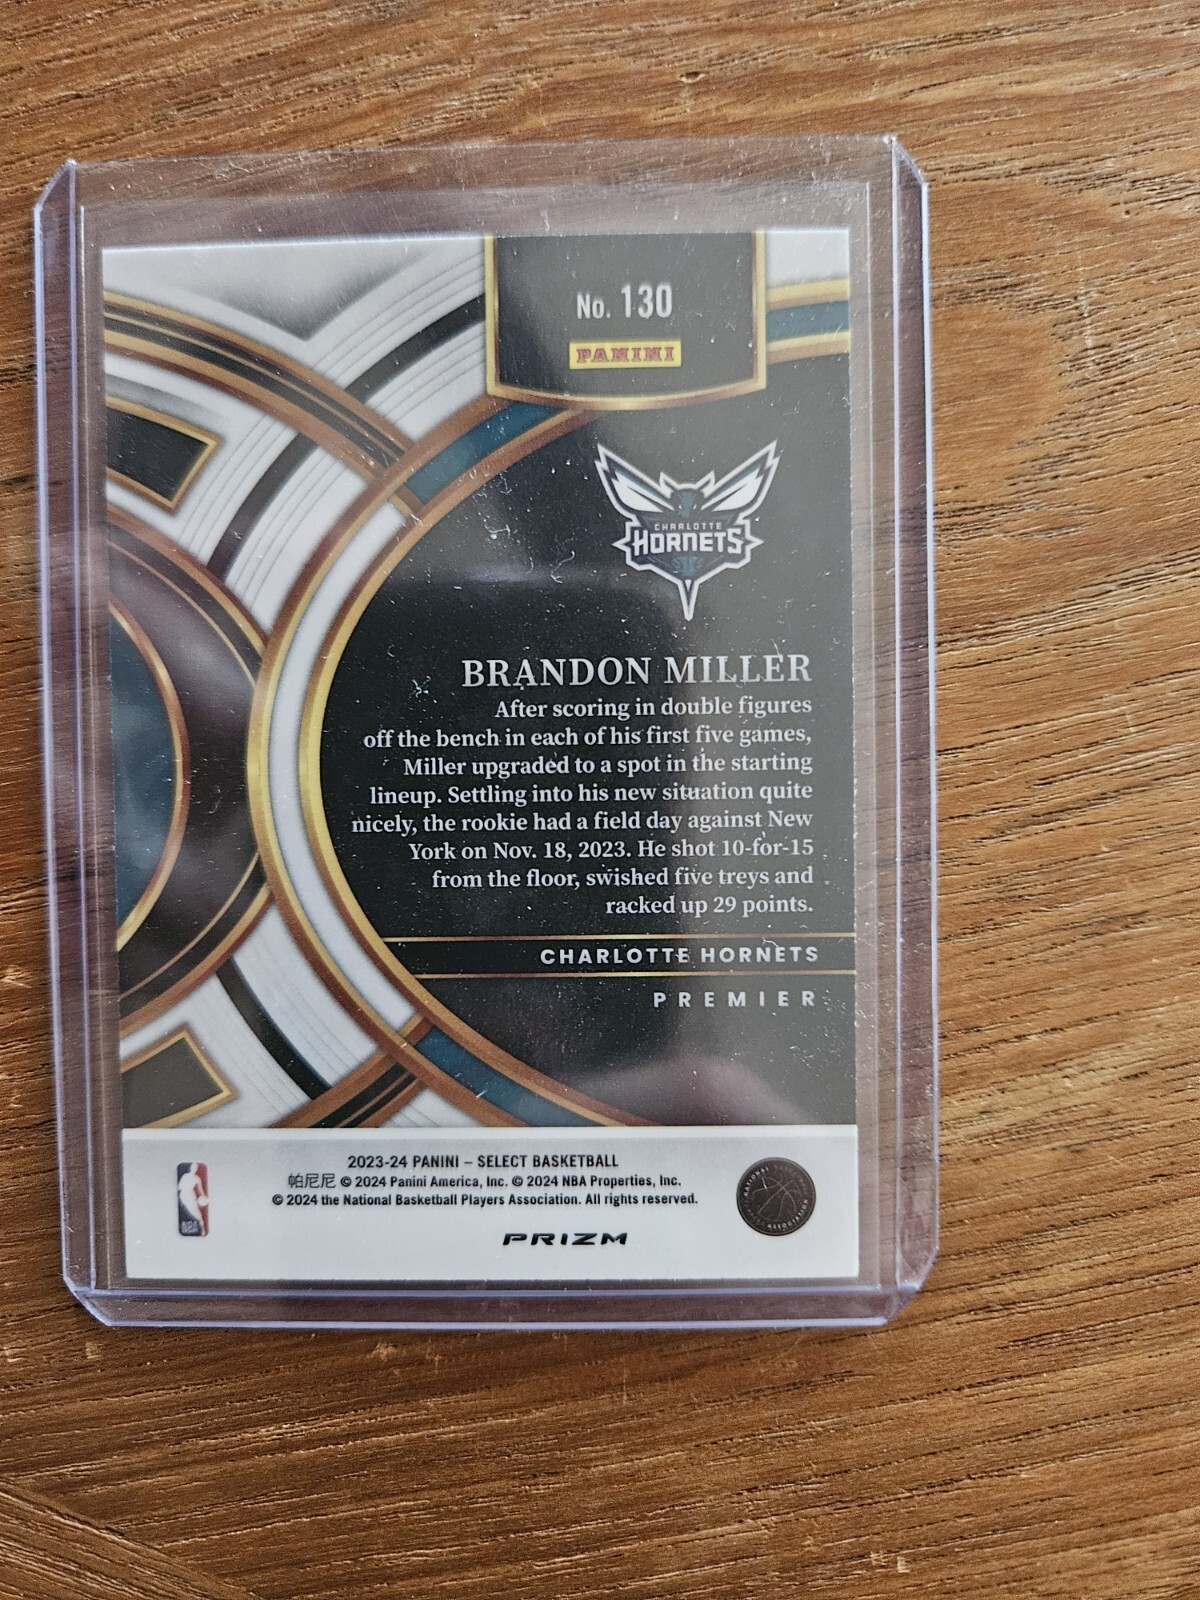 No. 130
PANINI
CHARLOTTE
HORNETS
BRANDON MILLER
After scoring in double figures
off the bench in each of his first five games,
Miller upgraded to a spot in the starting
lineup. Settling into his new situation quite
nicely, the rookie had a field day against New
York on Nov. 18, 2023. He shot 10-for-15
from the floor, swished five treys and
racked up 29 points.
CHARLOTTE HORNETS
PREMIER
2023-24 PANINI – SELECT BASKETBALL
帕尼尼 © 2024 Panini America, Inc. © 2024 NBA Properties, Inc.
© 2024 the National Basketball Players Association. All rights reserved.
NBA
PRIZM